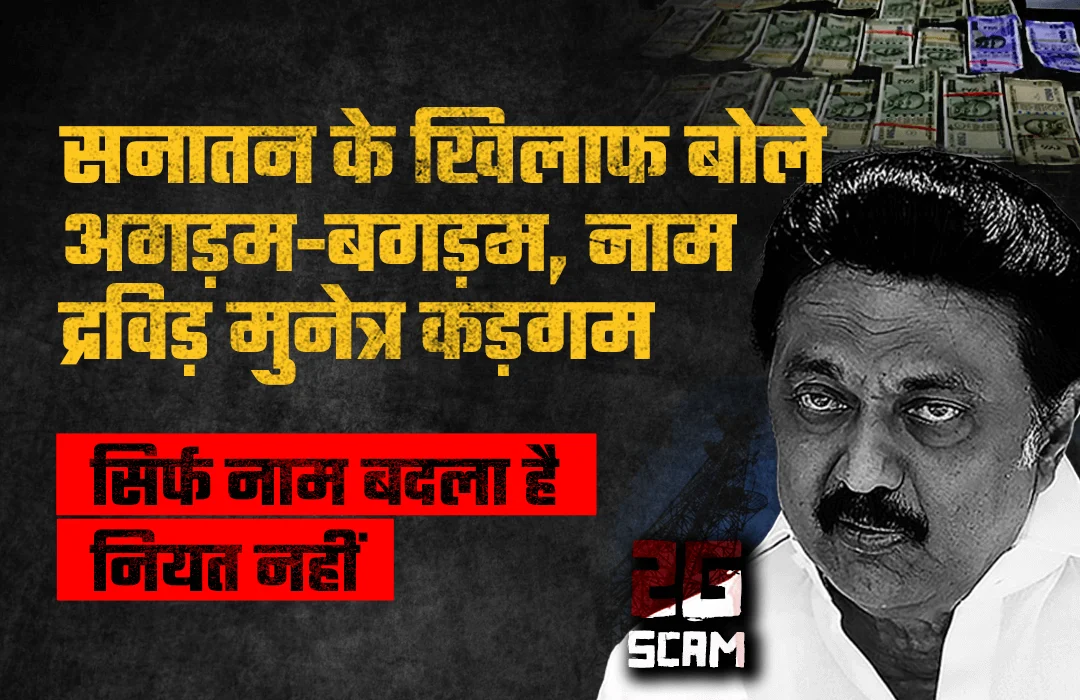 सनातन के खिलाफ बोले
अगड़म-बगड़म, नाम
द्रविड़ मुनेत्र कड़गम
सिर्फ नाम बदला है
नियत नहीं
2G
SCAM